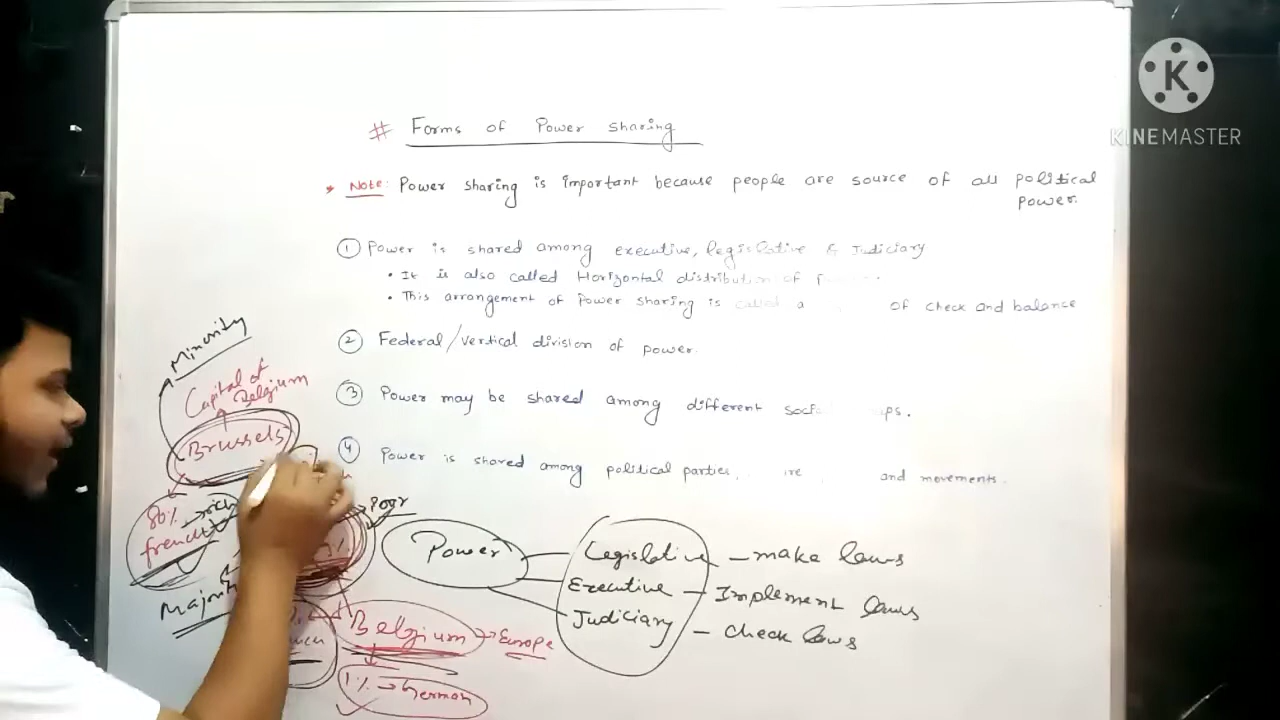 K
KINEMASTER
# Forms of Power sharing
Note: Power sharing is important because people are source of all political
power.
① Power is shared among executive, legislative & Judiciary
• It is also called Horizontal distribution of
• This arrangement of Power sharing is called a of check and balance
② Federal/vertical division of power.
③ Power may be shared among different
④ Power is shared among political parties, and movements.
Minority
Capital of
Belgium
Brussels
80% → rich
french
Poor
Power
Legislative — make laws
Executive — Implement laws
Judiciary — check laws
Belgium → Europe
1% → German